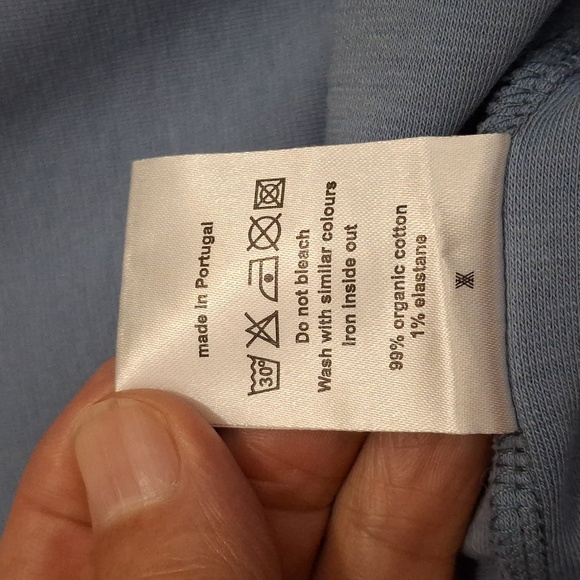 made in Portugal
30°
Do not bleach
Wash with similar colours
Iron inside out
99% organic cotton
1% elastane